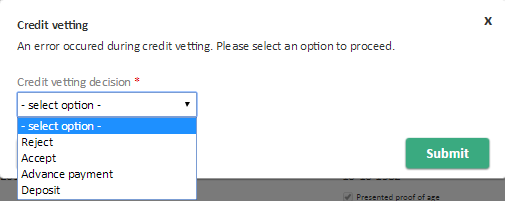 Credit vetting
x
An error occured during credit vetting. Please select an option to proceed.
Credit vetting decision *
- select option -
- select option -
Reject
Accept
Advance payment
Deposit
Submit
Presented proof of age